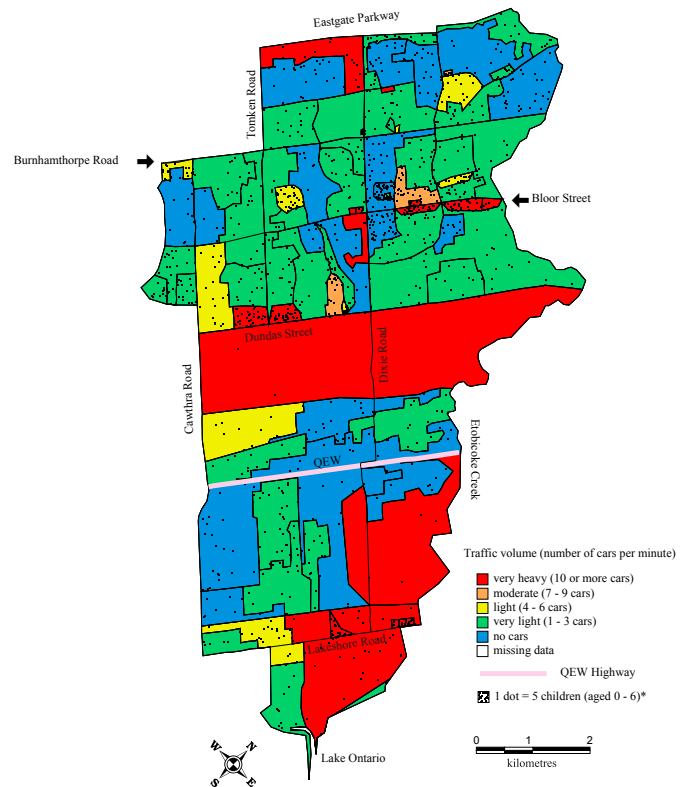 Eastgate Parkway
Tomken Road
Burnhamthorpe Road
Bloor Street
Dundas Street
Dixie Road
Cawthra Road
Etobicoke Creek
QEW
Traffic volume (number of cars per minute)
very heavy (10 or more cars)
moderate (7 - 9 cars)
light (4 - 6 cars)
very light (1 - 3 cars)
no cars
missing data
QEW Highway
1 dot = 5 children (aged 0 - 6)*
Lakeshore Road
0 1 2
kilometres
W N
S E
Lake Ontario